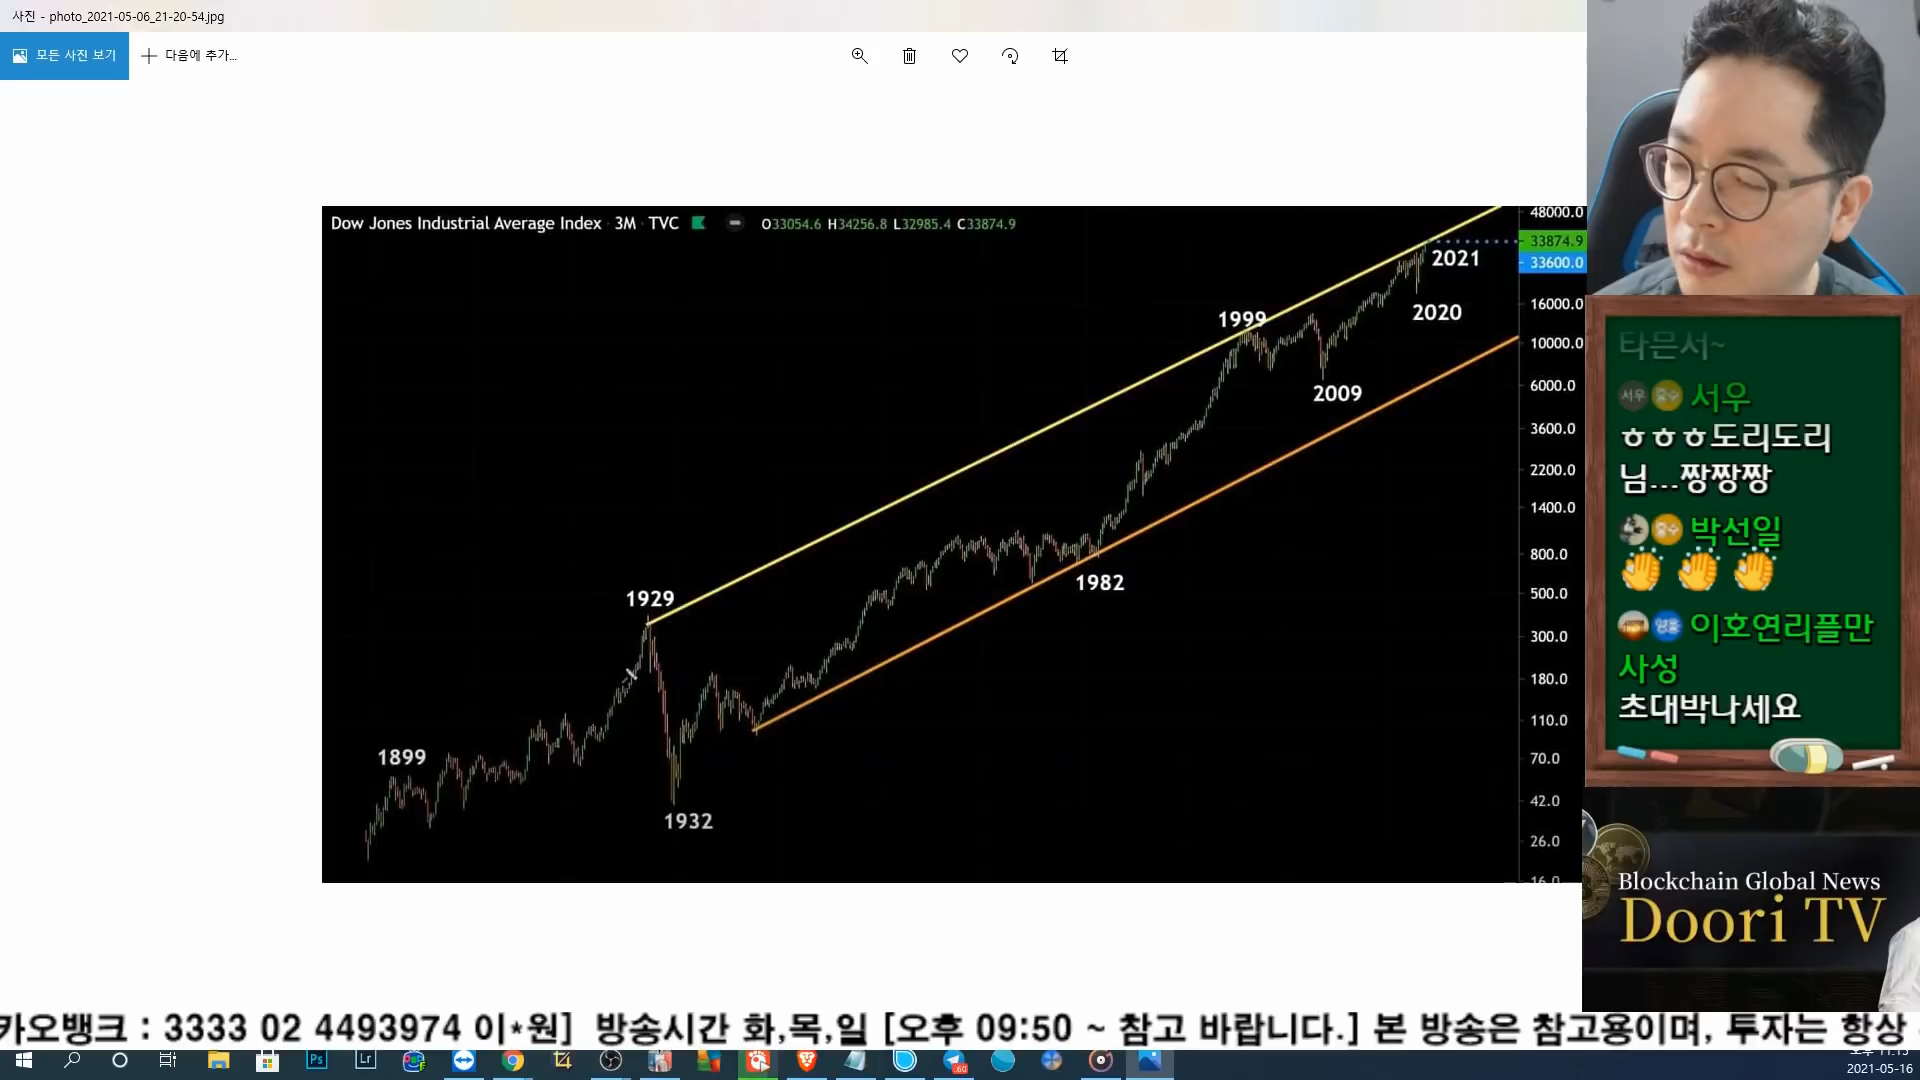 사진 - photo_2021-05-06_21-20-54.jpg
모든 사진 보기
다음에 추가...
Dow Jones Industrial Average Index · 3M · TVC O33054.6 H34256.8 L32985.4 C33874.9
48000.0
33874.9
33600.0
16000.0
10000.0
6000.0
3600.0
2200.0
1400.0
800.0
500.0
300.0
180.0
110.0
70.0
42.0
26.0
16.0
2021
2020
1999
2009
1982
1929
1899
1932
타믄서~
서우 서우
ㅎㅎㅎ도리도리
님...짱짱짱
박선일
이호연리플만
사성
초대박나세요
Blockchain Global News
Doori TV
카오뱅크 : 3333 02 4493974 이*원] 방송시간 화,목,일 [오후 09:50 ~ 참고 바랍니다.] 본 방송은 참고용이며, 투자는 항상
Ps
Lr
60
2021-05-16